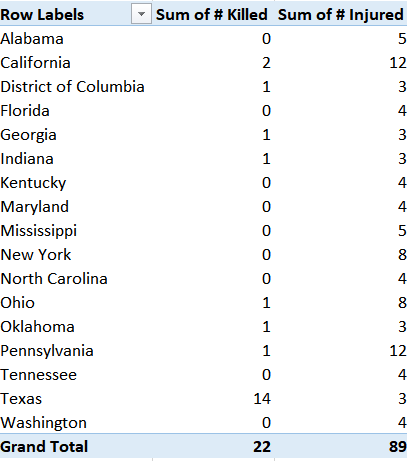 Row Labels Sum of # Killed Sum of # Injured
Alabama 0 5
California 2 12
District of Columbia 1 3
Florida 0 4
Georgia 1 3
Indiana 1 3
Kentucky 0 4
Maryland 0 4
Mississippi 0 5
New York 0 8
North Carolina 0 4
Ohio 1 8
Oklahoma 1 3
Pennsylvania 1 12
Tennessee 0 4
Texas 14 3
Washington 0 4
Grand Total 22 89